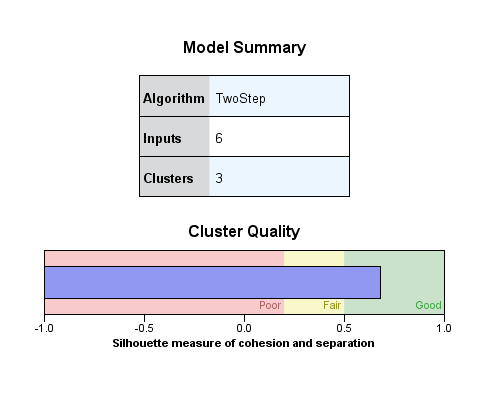 Model Summary
Algorithm TwoStep
Inputs 6
Clusters 3
Cluster Quality
Poor Fair Good
-1.0 -0.5 0.0 0.5 1.0
Silhouette measure of cohesion and separation